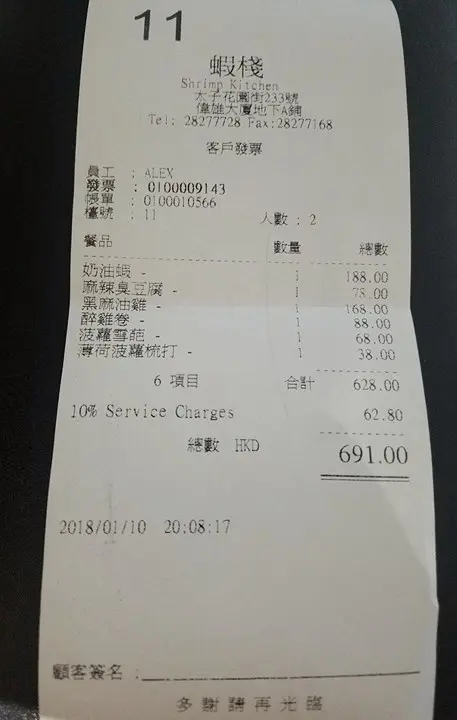 11
蝦棧
Shrimp Kitchen
太子花園街233號
偉雄大廈地下A鋪
Tel: 28277728 Fax:28277168
客戶發票
員工 : ALEX
發票 : 0100009143
帳單 : 0100010566
檯號 : 11 人數 : 2
餐品 數量 總數
奶油蝦 - 1 188.00
麻辣臭豆腐 - 1 78.00
黑麻油雞 - 1 168.00
醉雞卷 - 1 88.00
菠蘿雪葩 - 1 68.00
薄荷菠蘿梳打 - 1 38.00
6 項目 合計 628.00
10% Service Charges 62.80
總數 HKD 691.00
2018/01/10 20:08:17
顧客簽名 :
多謝請再光臨